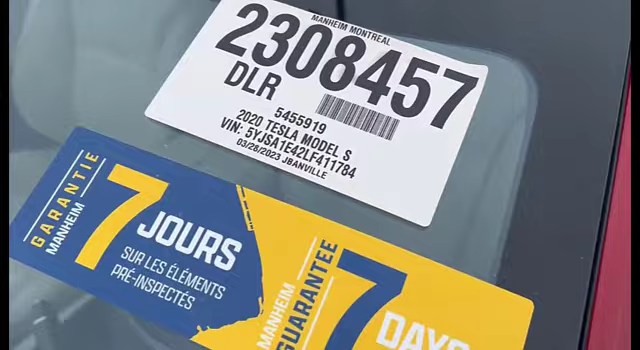 MANHEIM MONTREAL
2308457
DLR
5455919
2020 TESLA MODEL S
VIN: 5YJSA1E42LF411784
03/28/2023 JBANVILLE
GARANTIE
MANHEIM
7 JOURS
SUR LES ÉLÉMENTS
PRÉ-INSPECTÉS
MANHEIM
GUARANTEE
7 DAYS